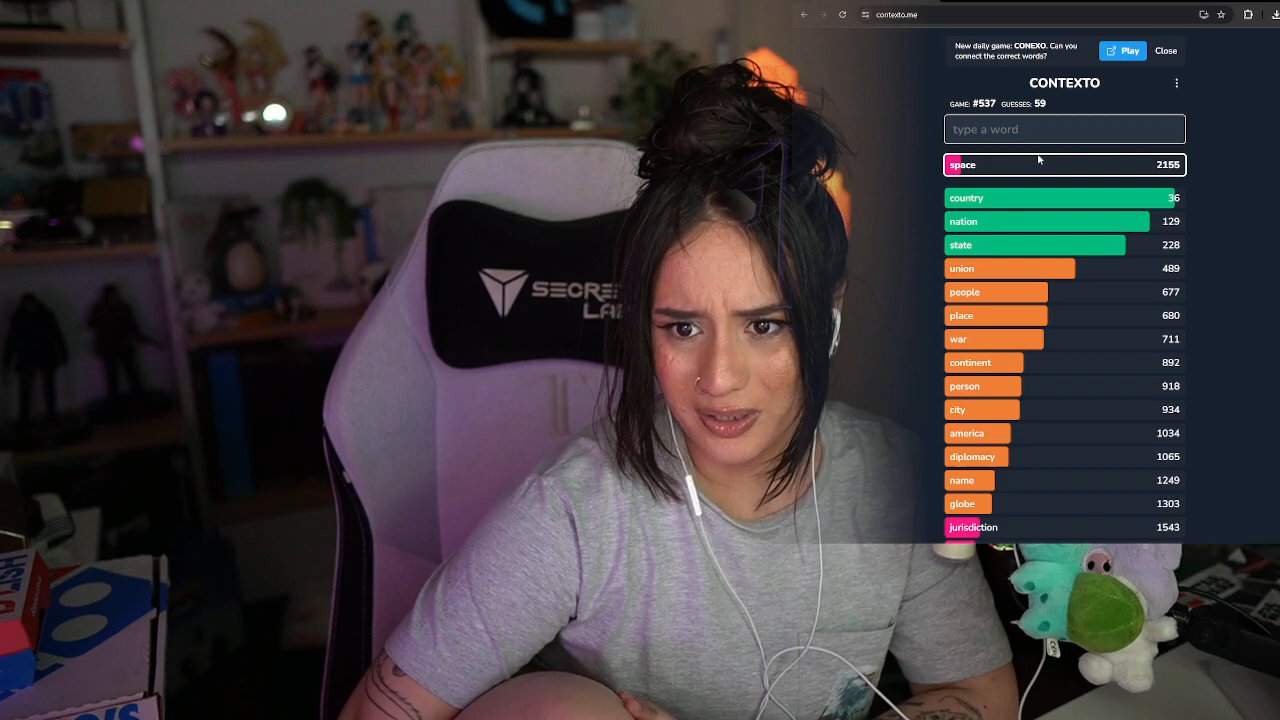 contexto.me
New daily game: CONEXO. Can you
connect the correct words?
Play
Close
CONTEXTO
GAME: #537 GUESSES: 59
type a word
space 2155
country 36
nation 129
state 228
union 489
people 677
place 680
war 711
continent 892
person 918
city 934
america 1034
diplomacy 1065
name 1249
globe 1303
jurisdiction 1543
SECRE
LA